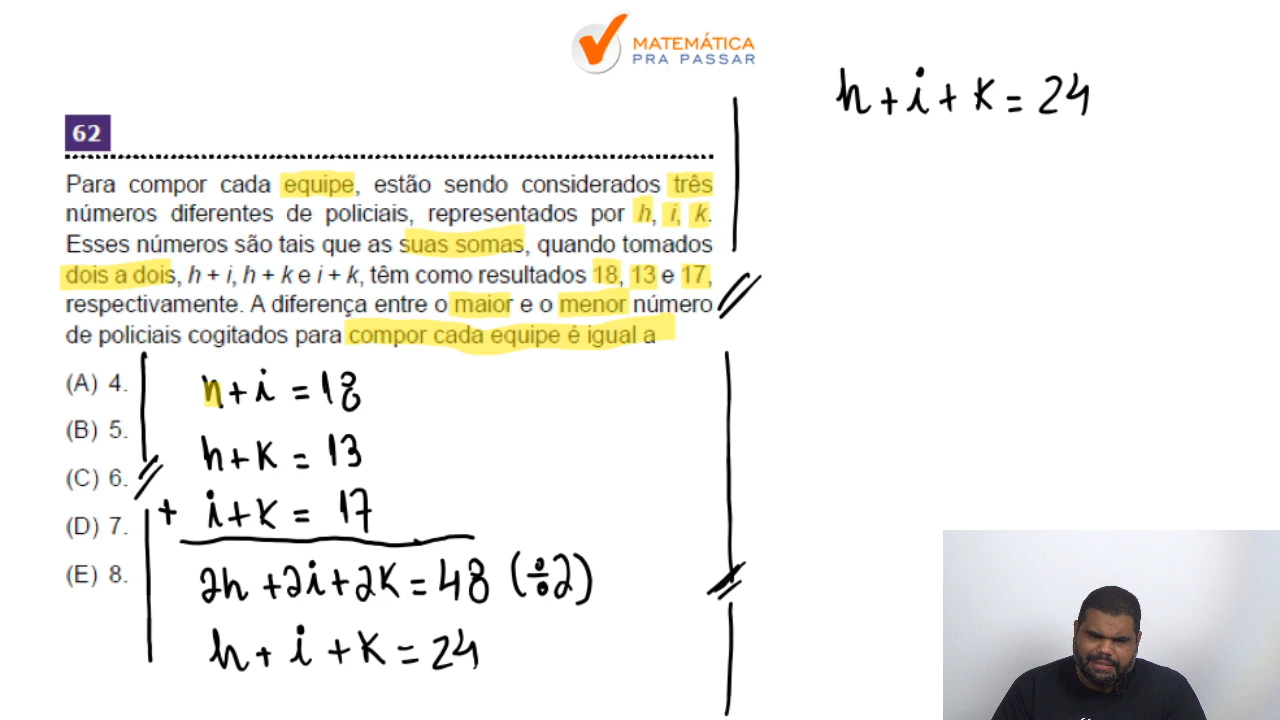 MATEMÁTICA
PRA PASSAR
h + i + k = 24
62
Para compor cada equipe, estão sendo considerados três
números diferentes de policiais, representados por h, i, k.
Esses números são tais que as suas somas, quando tomados
dois a dois, h + i, h + k e i + k, têm como resultados 18, 13 e 17,
respectivamente. A diferença entre o maior e o menor número
de policiais cogitados para compor cada equipe é igual a
(A) 4.
(B) 5.
(C) 6.
(D) 7.
(E) 8.
h + i = 18
h + k = 13
+ i + k = 17
2h + 2i + 2k = 48 (÷2)
h + i + k = 24